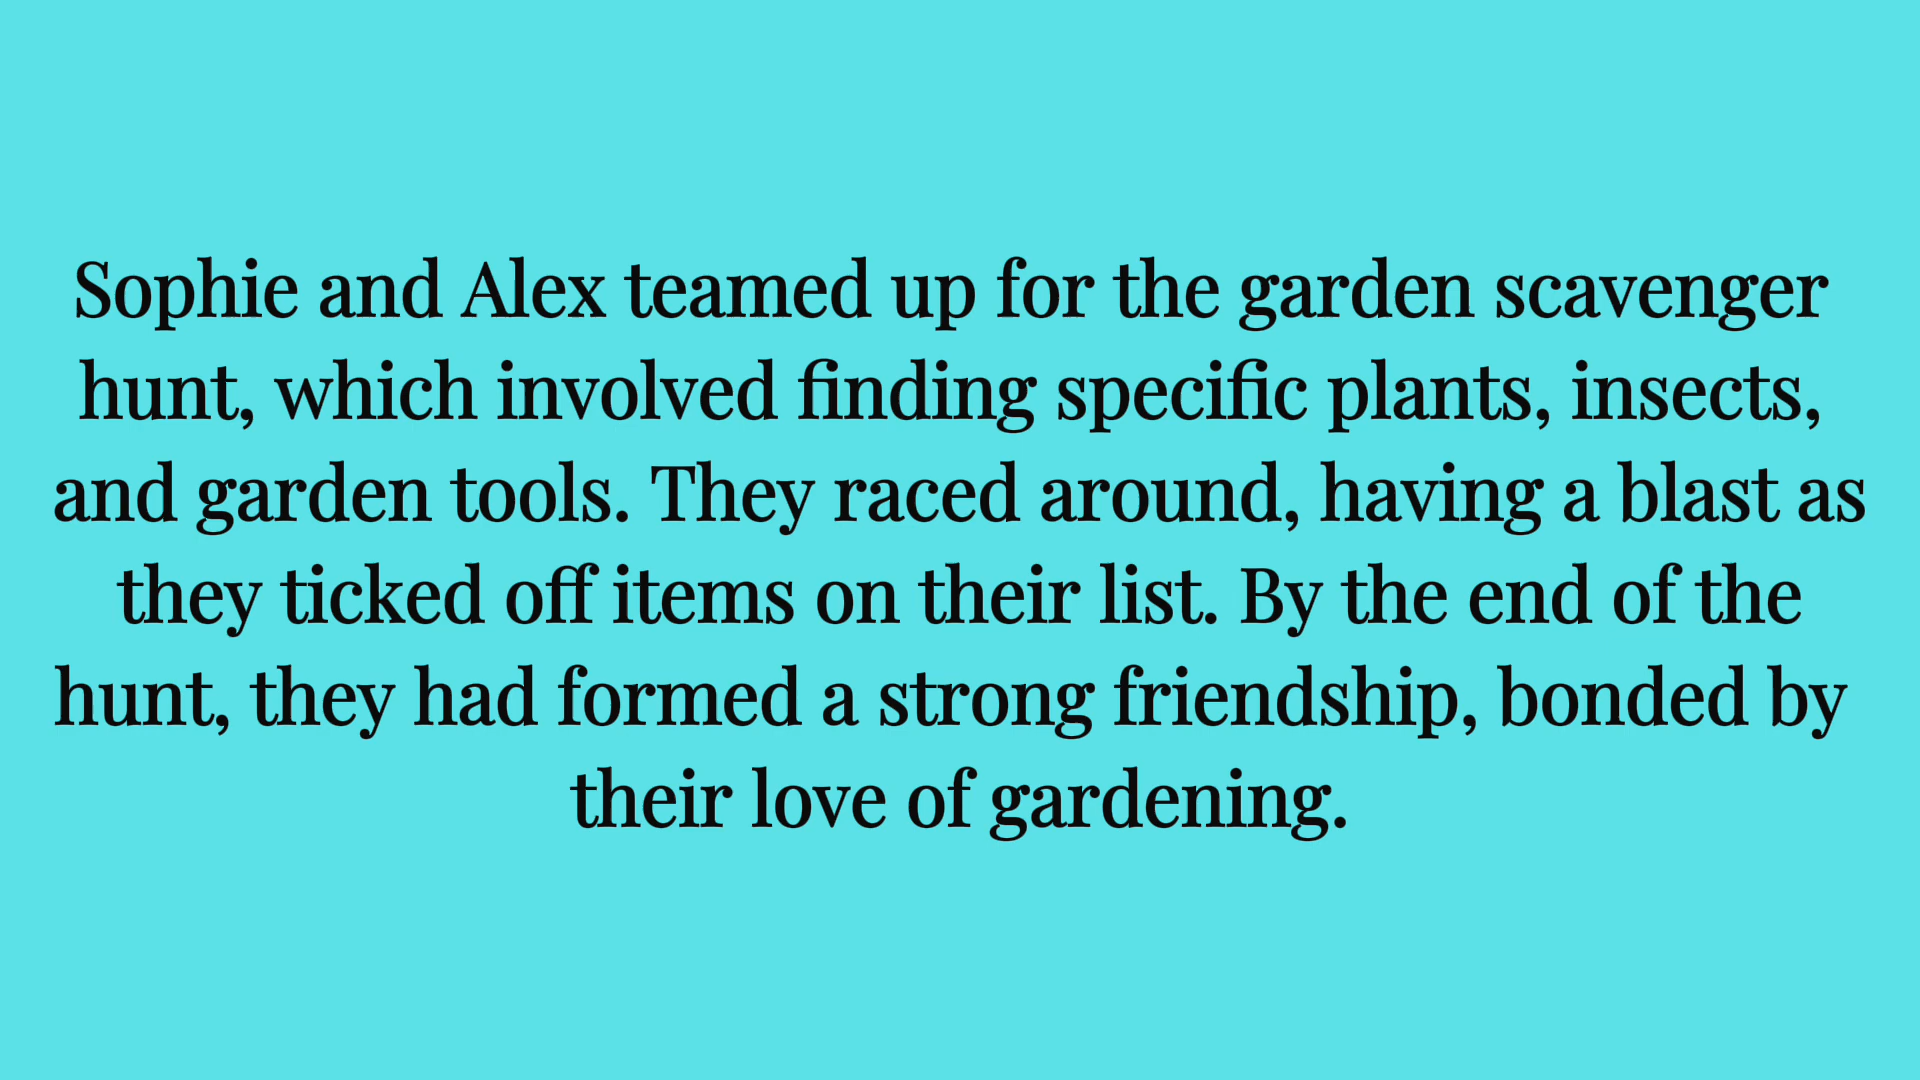 Sophie and Alex teamed up for the garden scavenger
hunt, which involved finding specific plants, insects,
and garden tools. They raced around, having a blast as
they ticked off items on their list. By the end of the
hunt, they had formed a strong friendship, bonded by
their love of gardening.